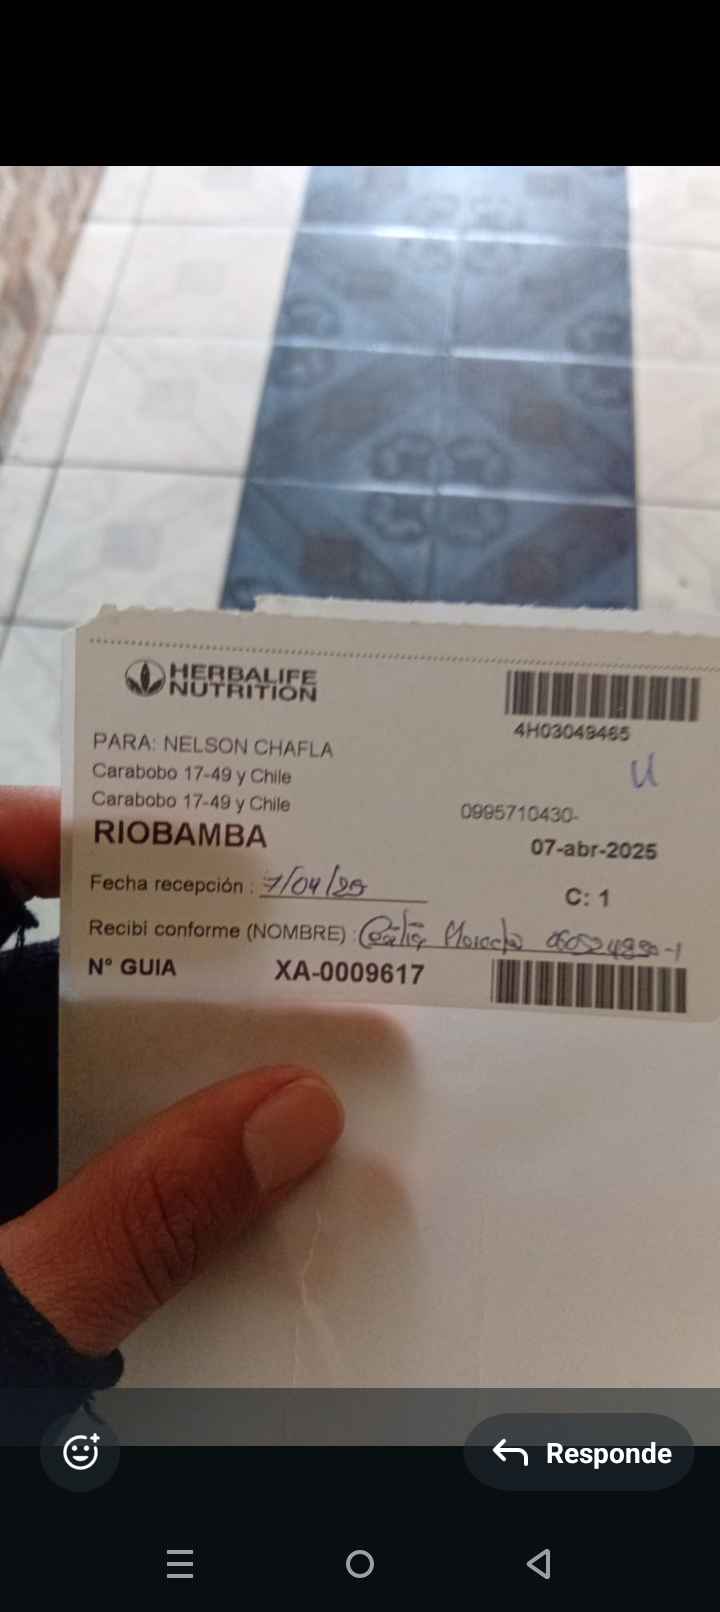 HERBALIFE
NUTRITION
4H03049465
PARA: NELSON CHAFLA
Carabobo 17-49 y Chile
Carabobo 17-49 y Chile
0995710430-
RIOBAMBA
07-abr-2025
Fecha recepción : 7/04/25
C: 1
Recibi conforme (NOMBRE) :
N° GUIA XA-0009617
Responde